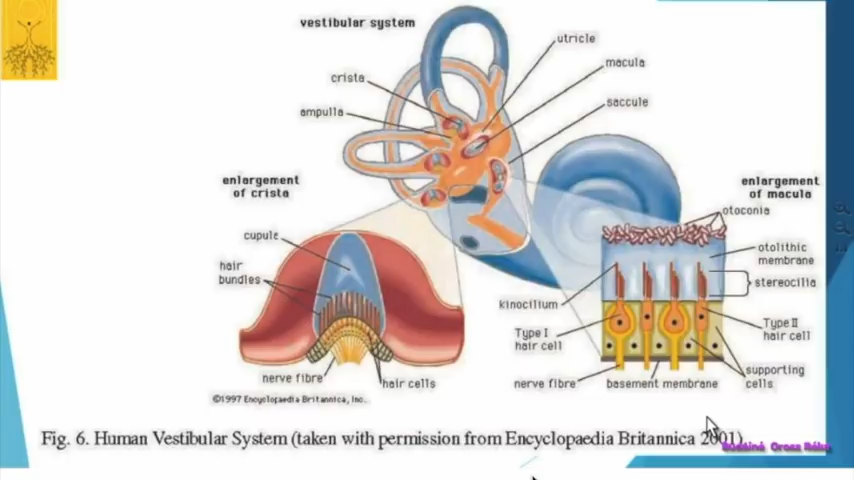 vestibular system
utricle
macula
crista
saccule
ampulla
enlargement
of crista
enlargement
of macula
otoconia
cupule
otolithic
membrane
hair
bundles
stereocilia
kinocilium
Type I
hair cell
Type II
hair cell
supporting
cells
nerve fibre
hair cells
nerve fibre
basement membrane
©1997 Encyclopaedia Britannica, Inc.
Fig. 6. Human Vestibular System (taken with permission from Encyclopaedia Britannica 2001)
Orosz Réka